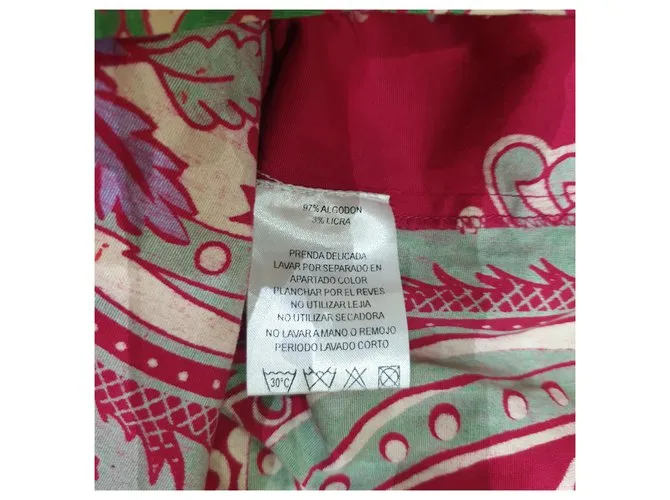 97% ALGODON
3% LICRA
PRENDA DELICADA
LAVAR POR SEPARADO EN
APARTADO COLOR
PLANCHAR POR EL REVES
NO UTILIZAR LEJIA
NO UTILIZAR SECADORA
NO LAVAR A MANO O REMOJO
PERIODO LAVADO CORTO
30°C